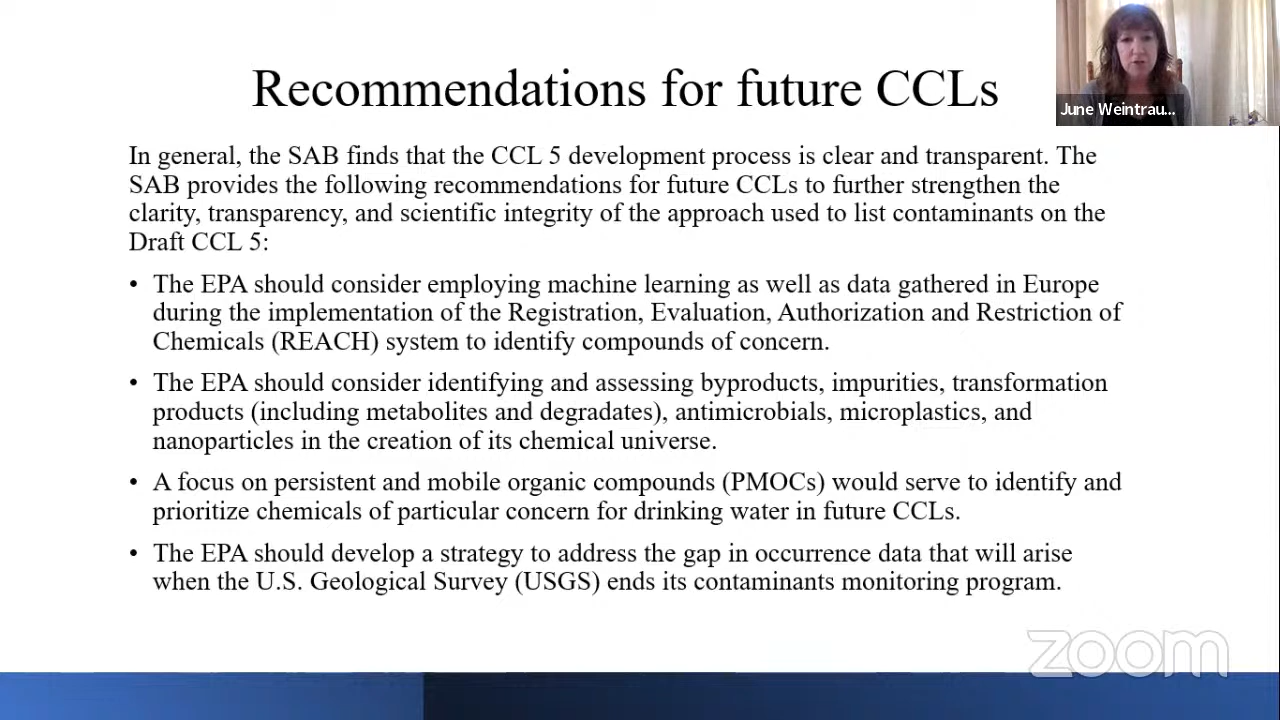 Recommendations for future CCLs
June Weintrau...
In general, the SAB finds that the CCL 5 development process is clear and transparent. The
SAB provides the following recommendations for future CCLs to further strengthen the
clarity, transparency, and scientific integrity of the approach used to list contaminants on the
Draft CCL 5:
• The EPA should consider employing machine learning as well as data gathered in Europe
during the implementation of the Registration, Evaluation, Authorization and Restriction of
Chemicals (REACH) system to identify compounds of concern.
• The EPA should consider identifying and assessing byproducts, impurities, transformation
products (including metabolites and degradates), antimicrobials, microplastics, and
nanoparticles in the creation of its chemical universe.
• A focus on persistent and mobile organic compounds (PMOCs) would serve to identify and
prioritize chemicals of particular concern for drinking water in future CCLs.
• The EPA should develop a strategy to address the gap in occurrence data that will arise
when the U.S. Geological Survey (USGS) ends its contaminants monitoring program.
zoom